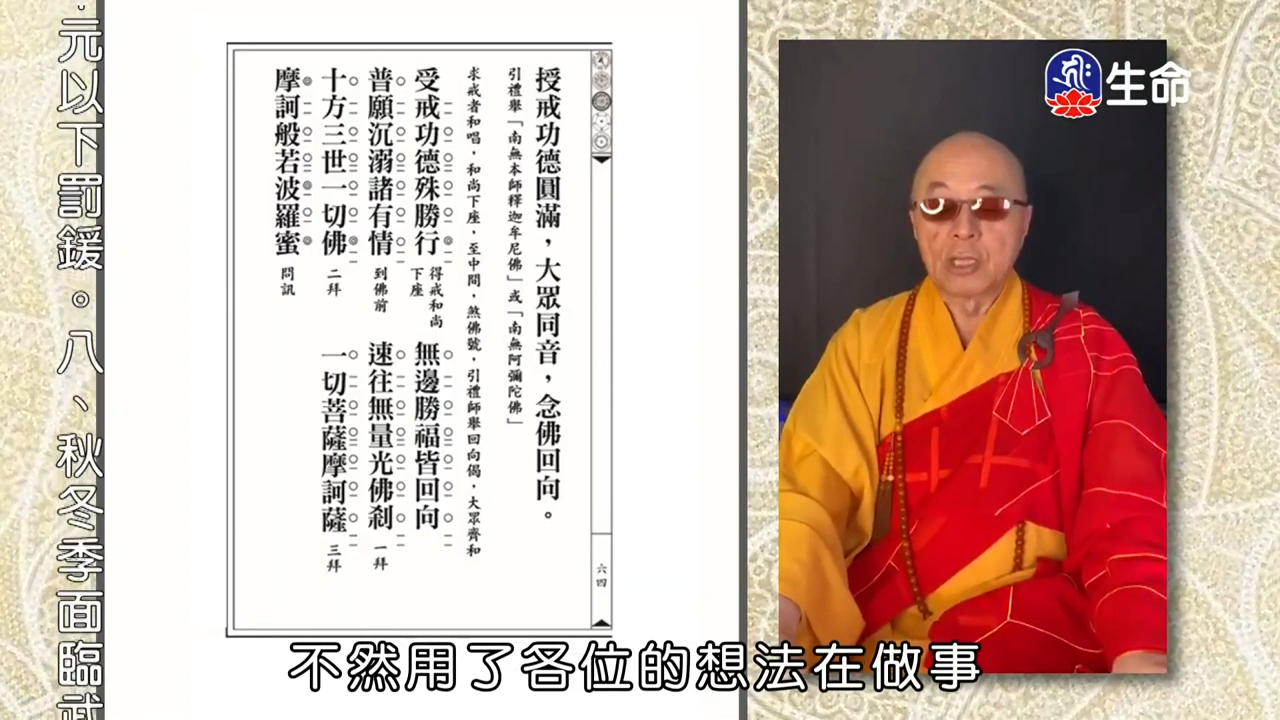 元以下罰鍰。八、秋冬季面臨武
授戒功德圓滿，大眾同音，念佛回向。
引禮舉「南無本師釋迦牟尼佛」或「南無阿彌陀佛」
求戒者和唱，和尚下座，至中間，煞佛號，引禮師舉回向偈，大眾齊和
受戒功德殊勝行 得戒和尚下座 無邊勝福皆回向
普願沉溺諸有情 到佛前 速往無量光佛剎 一拜
十方三世一切佛 二拜 一切菩薩摩訶薩 三拜
摩訶般若波羅蜜 問訊
六四
生命
不然用了各位的想法在做事